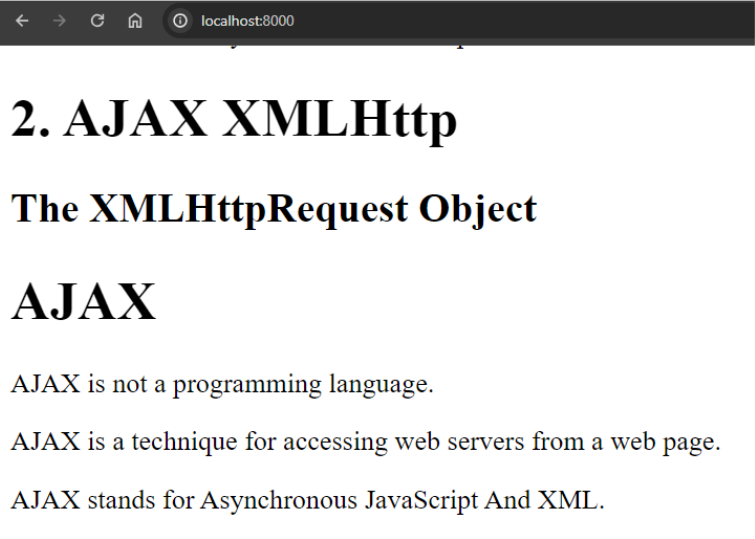 localhost:8000
2. AJAX XMLHttp
The XMLHttpRequest Object
AJAX
AJAX is not a programming language.
AJAX is a technique for accessing web servers from a web page.
AJAX stands for Asynchronous JavaScript And XML.